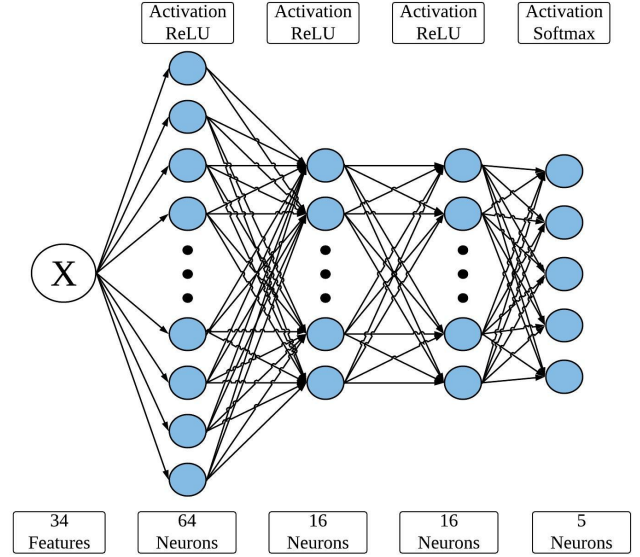 Activation
ReLU
Activation
ReLU
Activation
ReLU
Activation
Softmax
X
34
Features
64
Neurons
16
Neurons
16
Neurons
5
Neurons